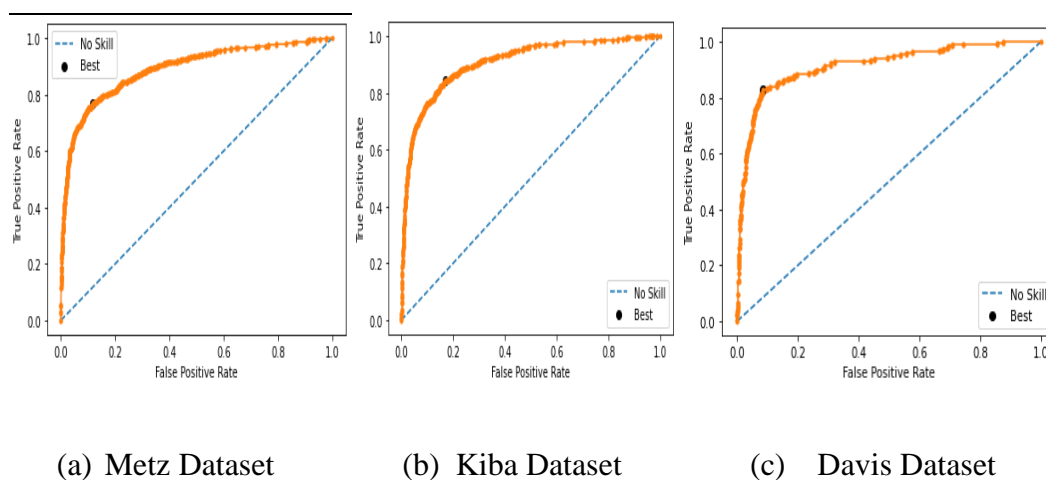 1.0
0.8
0.6
0.4
0.2
0.0
True Positive Rate
No Skill
Best
0.0 0.2 0.4 0.6 0.8 1.0
False Positive Rate
1.0
0.8
0.6
0.4
0.2
0.0
True Positive Rate
No Skill
Best
0.0 0.2 0.4 0.6 0.8 1.0
False Positive Rate
1.0
0.8
0.6
0.4
0.2
0.0
True Positive Rate
No Skill
Best
0.0 0.2 0.4 0.6 0.8 1.0
False Positive Rate
(a) Metz Dataset
(b) Kiba Dataset
(c) Davis Dataset